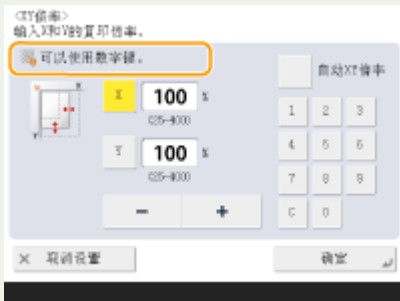 <XY倍率>
输入X和Y的复印倍率。
可以使用数字键。
自动XY倍率
X
100 %
(25-400)
Y
100 %
(25-400)
1 2 3
4 5 6
7 8 9
C 0
- +
× 取消设置
确定